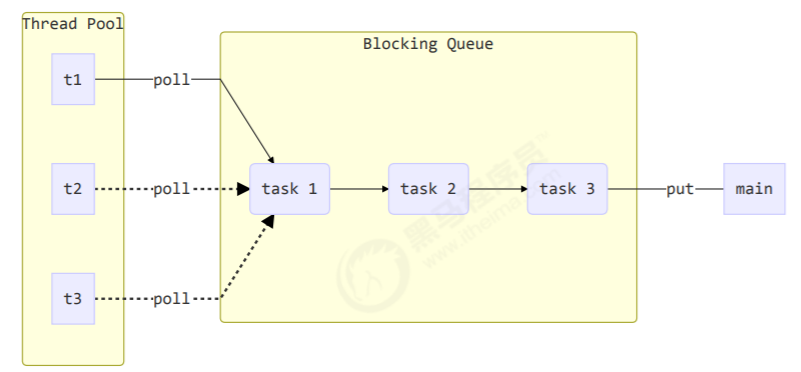 Thread Pool
Blocking Queue
t1
poll
t2
poll
task 1
task 2
task 3
put
main
t3
poll
黑马程序员
www.itheima.com